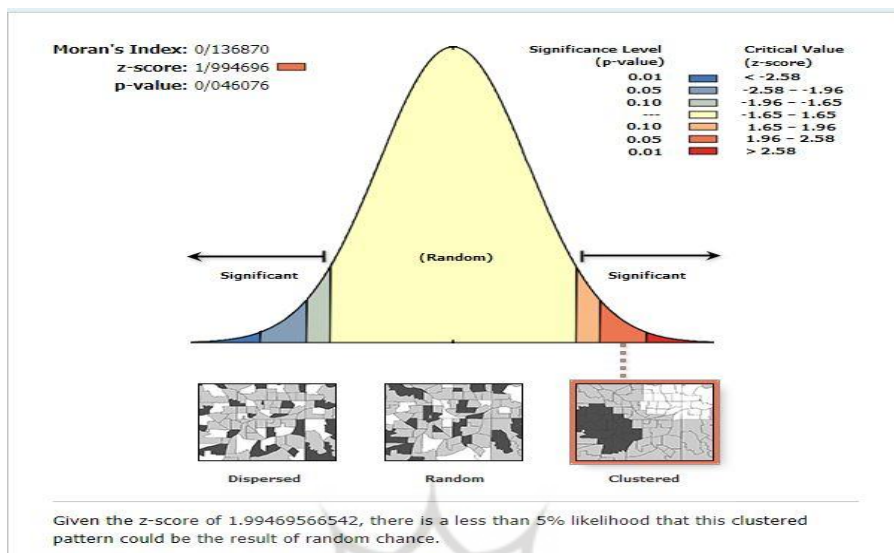 Moran's Index: 0/136870
z-score: 1/994696
p-value: 0/046076
Significance Level
(p-value)
Critical Value
(z-score)
0.01 < -2.58
0.05 -2.58 – -1.96
0.10 -1.96 – -1.65
--- -1.65 – 1.65
0.10 1.65 – 1.96
0.05 1.96 – 2.58
0.01 > 2.58
(Random)
Significant
Significant
Dispersed
Random
Clustered
Given the z-score of 1.99469566542, there is a less than 5% likelihood that this clustered
pattern could be the result of random chance.